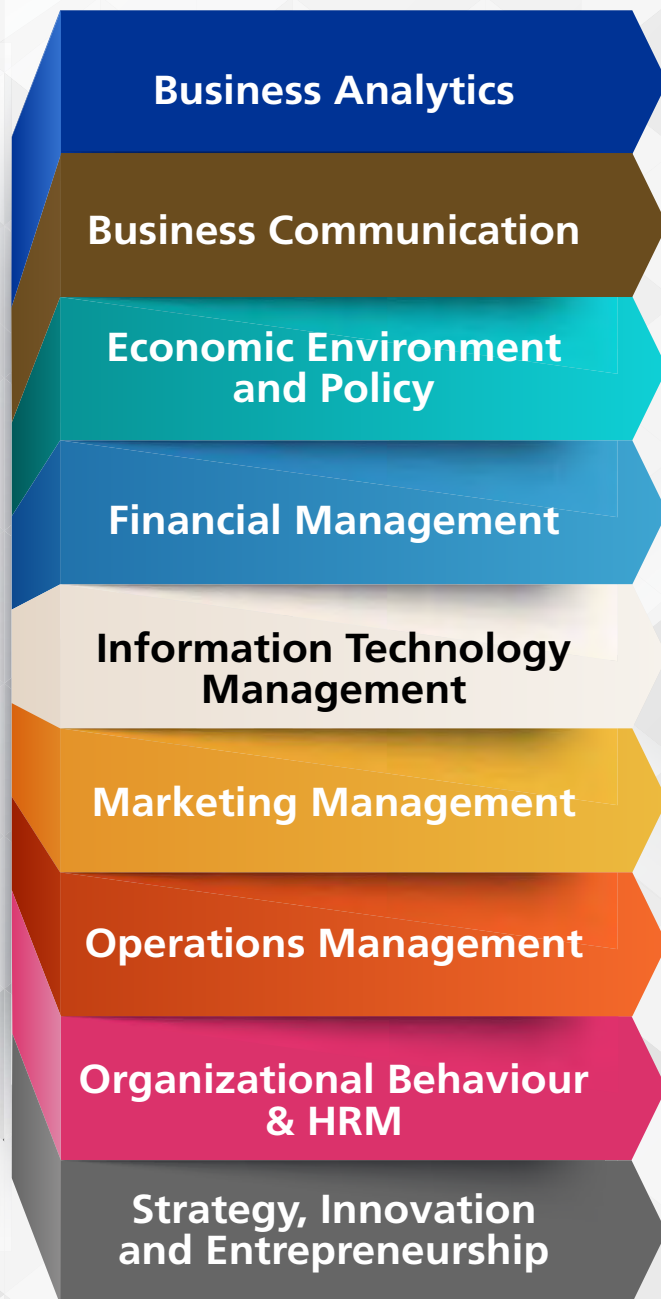 Business Analytics
Business Communication
Economic Environment
and Policy
Financial Management
Information Technology
Management
Marketing Management
Operations Management
Organizational Behaviour
& HRM
Strategy, Innovation
and Entrepreneurship